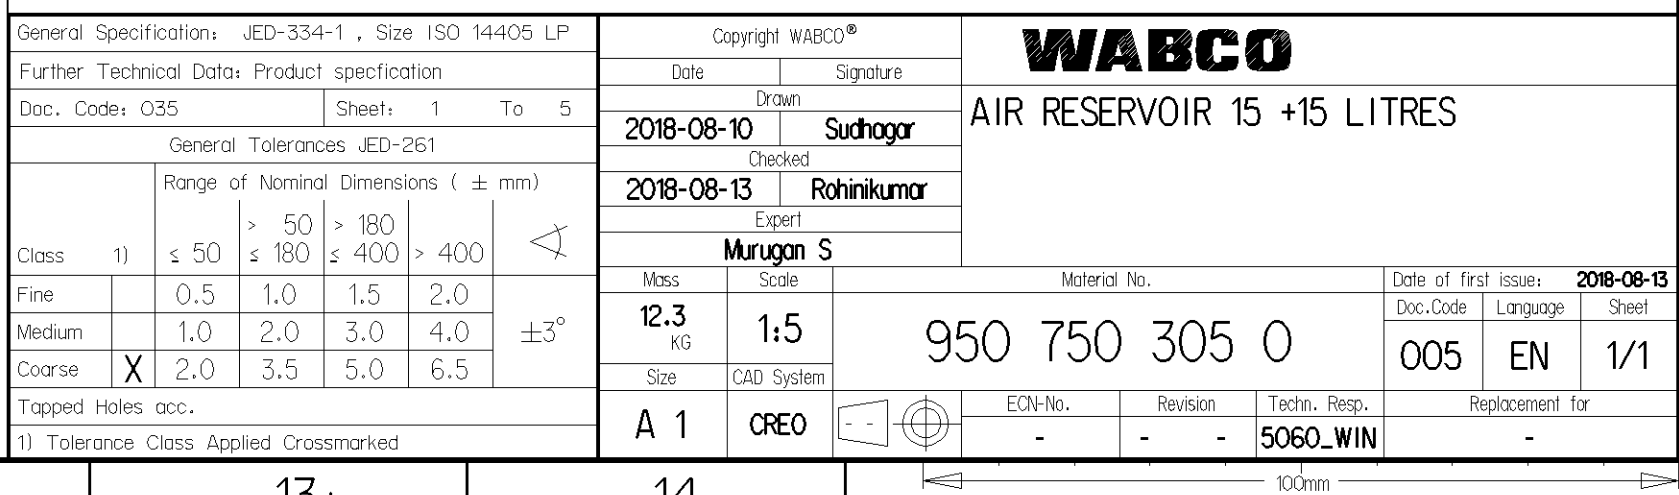 General Specification: JED-334-1 , Size ISO 14405 LP
Further Technical Data: Product specfication
Doc. Code: 035 Sheet: 1 To 5
General Tolerances JED-261
Range of Nominal Dimensions ( ± mm)
Class 1) ≤ 50 > 50 ≤ 180 > 180 ≤ 400 > 400
Fine 0.5 1.0 1.5 2.0
Medium 1.0 2.0 3.0 4.0 ±3°
Coarse X 2.0 3.5 5.0 6.5
Tapped Holes acc.
1) Tolerance Class Applied Crossmarked
Copyright WABCO®
Date Signature
Drawn
2018-08-10 Sudhagar
Checked
2018-08-13 Rohinikumar
Expert
Murugan S
WABCO
AIR RESERVOIR 15 +15 LITRES
Mass Scale
12.3 KG 1:5
Size CAD System
A 1 CREO
Material No.
950 750 305 0
Date of first issue: 2018-08-13
Doc.Code Language Sheet
005 EN 1/1
ECN-No. Revision Techn. Resp. Replacement for
- - - 5060_WIN -
13 14 100mm